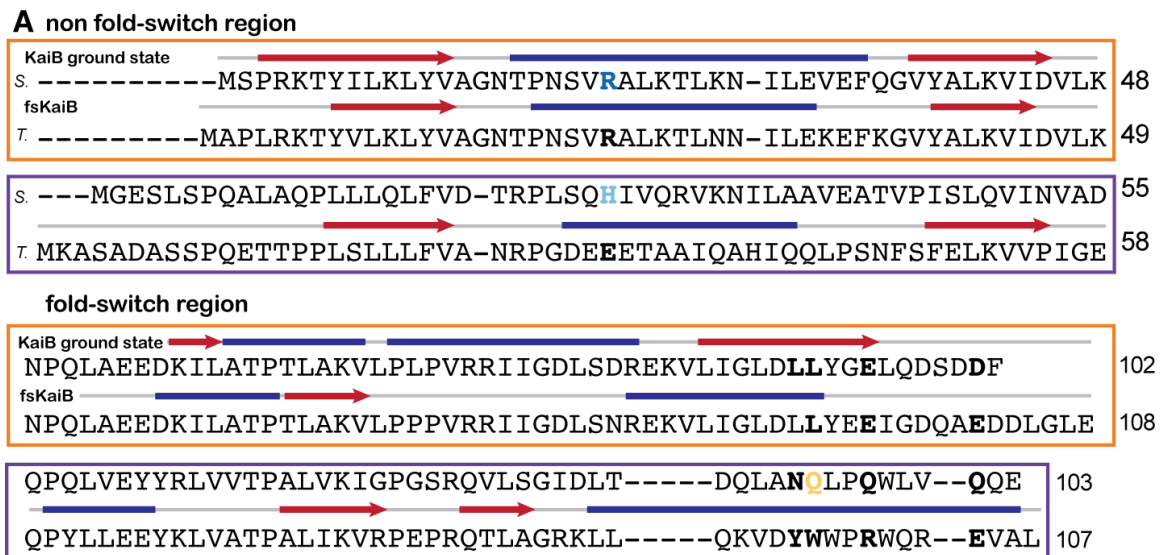 A non fold-switch region
KaiB ground state
S. -----------MSPRKTYILKLYVAGNTPNSVRALKTLKN-ILEVEFQGVYALKVIDVLK 48
fsKaiB
T. ----------MAPLRKTYVLKLYVAGNTPNSVRALKTLNN-ILEKEFKGVYALKVIDVLK 49
S. ---MGESLSPQALAQPLLLQLFVD-TRPLSQHIVQRVKNILAAVEATVPISLQVINVAD 55
T. MKASADASSPQETTPPLSLLLFVA-NRPGDEEETAAIQAHIQQLPSNFSFELKVVPIGE 58
fold-switch region
KaiB ground state
NPQLAEEDKILATPTLAKVLPLPVRRIIGDLSDREKVLIGLDLLYGELQDSDDF 102
fsKaiB
NPQLAEEDKILATPTLAKVLPPPVRRIIGDLSNREKVLIGLDLLYEEIGDQAEDDLGLE 108
QPQLVEYYRLVVTPALVKIGPGSRQVLSGIDLT-----DQLANQLPQWLV--QQE 103
QPYLLEEYKLVATPALIKVRPEPRQTLAGRKLL-----QKVDYWWPRWQR--EVAL 107